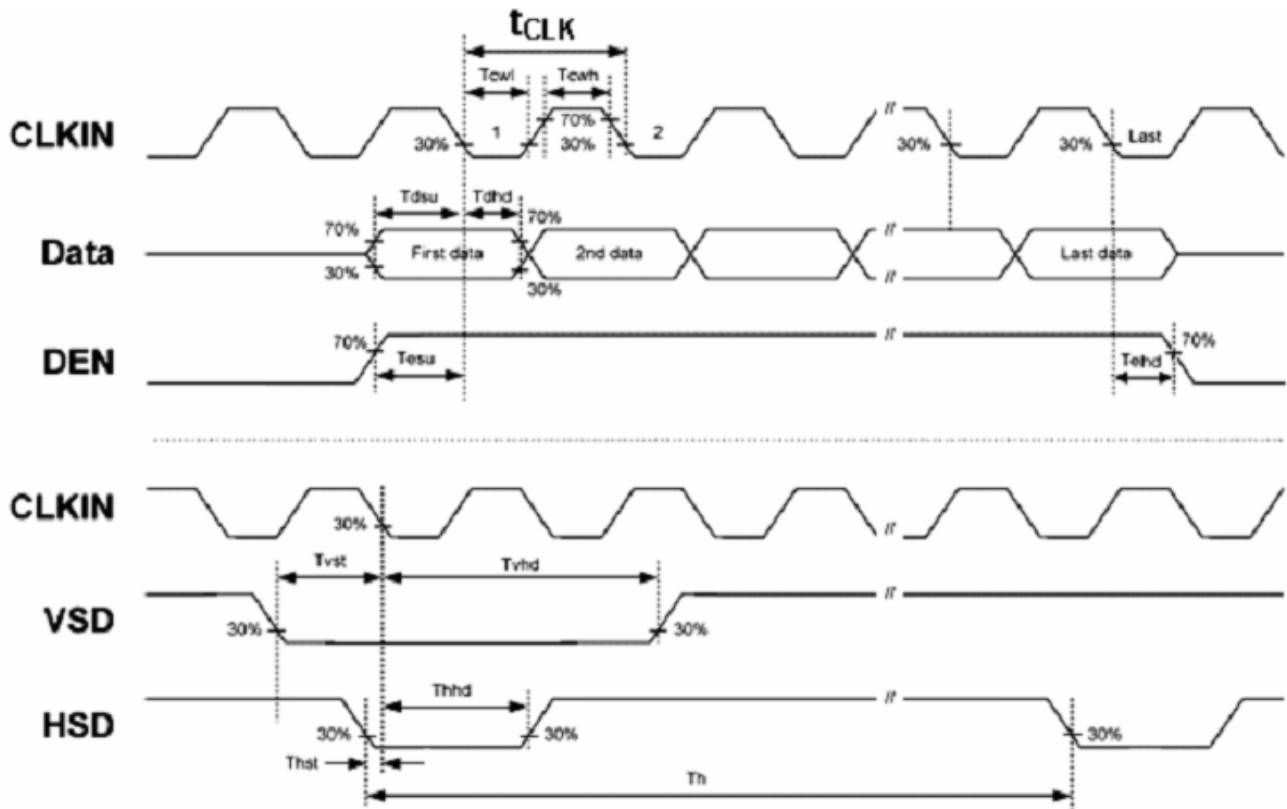 tCLK
Tcwl Tcwh
CLKIN 30% 1 70% 30% 2 30% 30% Last
Tdsu Tdhd
70% 70%
Data First data 2nd data Last data
30% 30%
DEN 70% Tesu 70% Telhd
CLKIN 30%
Tvst Tvhd
VSD 30% 30%
Thhd
HSD 30% 30% 30%
Thst
Th